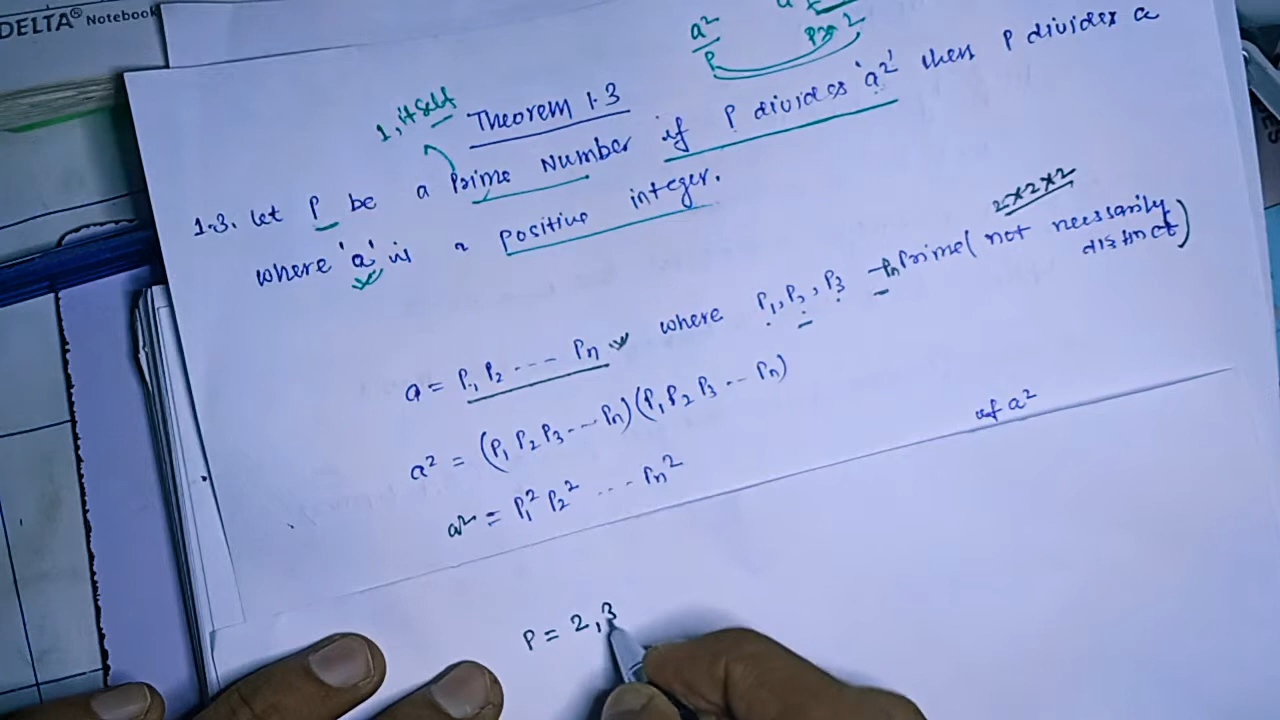 DELTA® Notebook
a²
P
1, itself
Theorem 1.3
1.3. Let P be a Prime Number if P divides 'a²' then P divides a
where 'a' is a positive integer.
2×2×2
a = P₁ P₂ ... Pn where P₁, P₂, P₃ - Pn Prime (not necessarily
distinct)
a² = (P₁ P₂ P₃ ... Pn) (P₁ P₂ P₃ ... Pn)
a² = P₁² P₂² ... Pn²
of a²
P = 2, 3